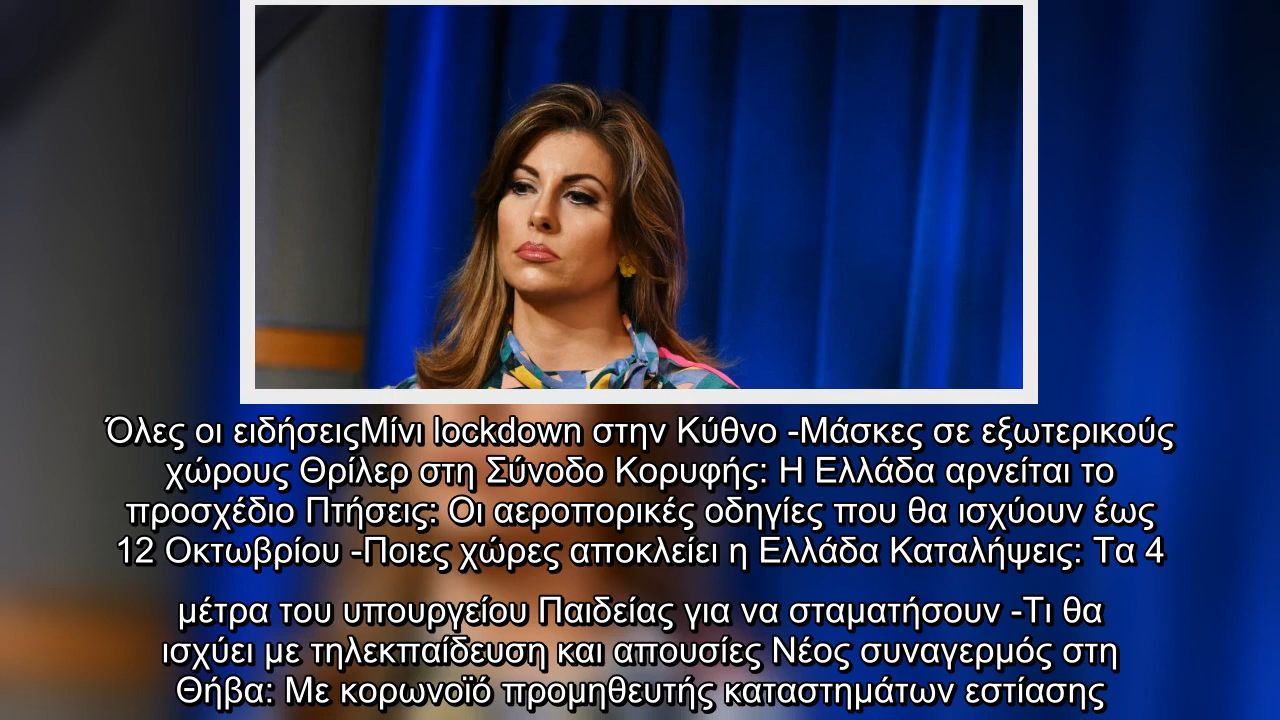 Όλες οι ειδήσειςΜίνι lockdown στην Κύθνο -Μάσκες σε εξωτερικούς
χώρους Θρίλερ στη Σύνοδο Κορυφής: Η Ελλάδα αρνείται το
προσχέδιο Πτήσεις: Οι αεροπορικές οδηγίες που θα ισχύουν έως
12 Οκτωβρίου -Ποιες χώρες αποκλείει η Ελλάδα Καταλήψεις: Τα 4
μέτρα του υπουργείου Παιδείας για να σταματήσουν -Τι θα
ισχύει με τηλεκπαίδευση και απουσίες Νέος συναγερμός στη
Θήβα: Με κορωνοϊό προμηθευτής καταστημάτων εστίασης